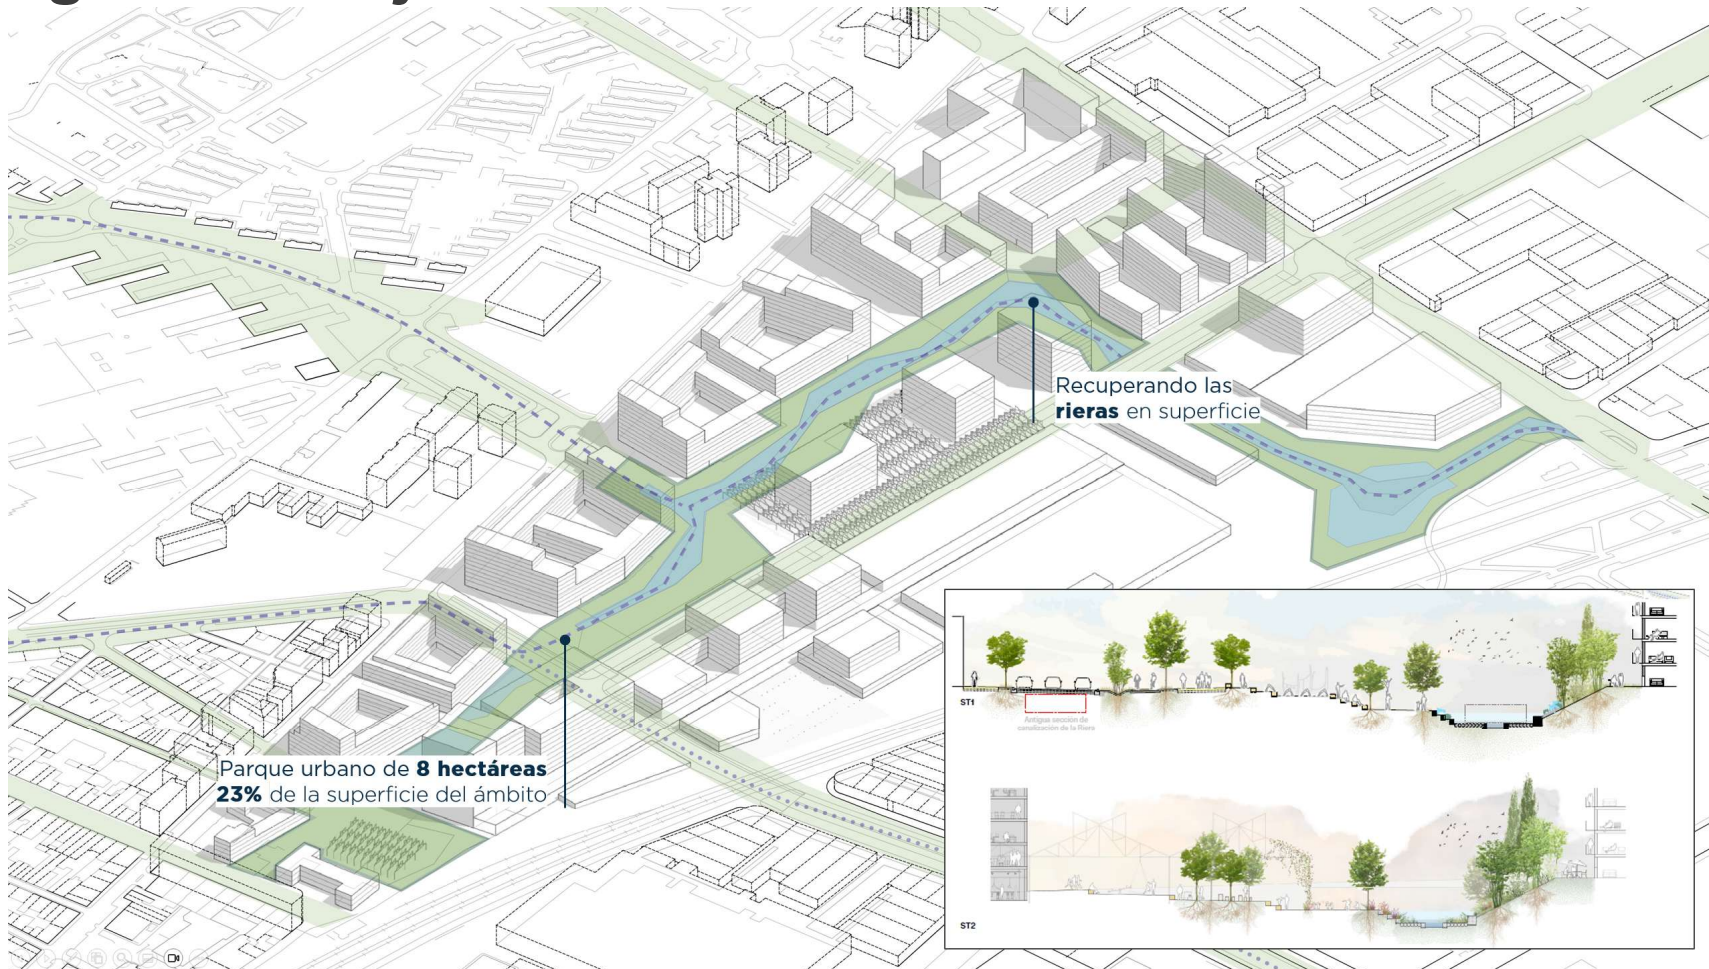 Recuperando las
rieras en superficie
Parque urbano de 8 hectáreas
23% de la superficie del ámbito
ST1
Antigua sección de
canalización de la Riera
ST2